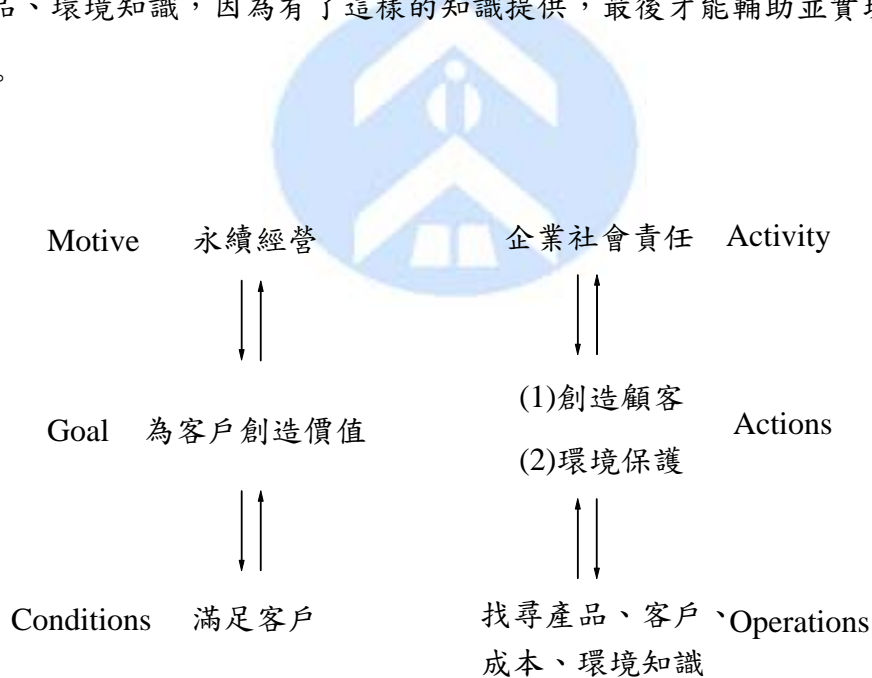 品、環境知識，因為有了這樣的知識提供，最後才能輔助並實現
。
Motive 永續經營 企業社會責任 Activity
(1)創造顧客
Goal 為客戶創造價值 Actions
(2)環境保護
Conditions 滿足客戶 找尋產品、客戶、Operations
成本、環境知識